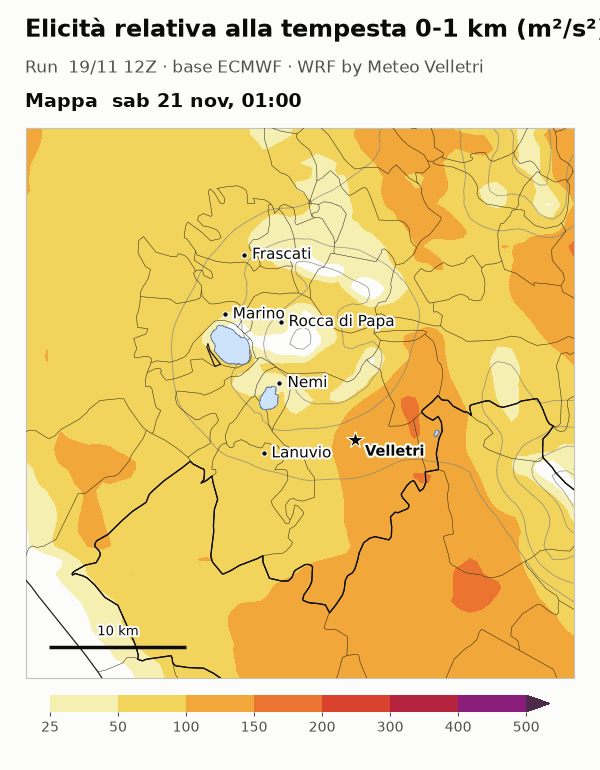 Elicità relativa alla tempesta 0-1 km (m²/s²)
Run  19/11 12Z · base ECMWF · WRF by Meteo Velletri
Mappa  sab 21 nov, 01:00
Frascati
Marino
Rocca di Papa
Nemi
Velletri
Lanuvio
10 km
25 50 100 150 200 300 400 500